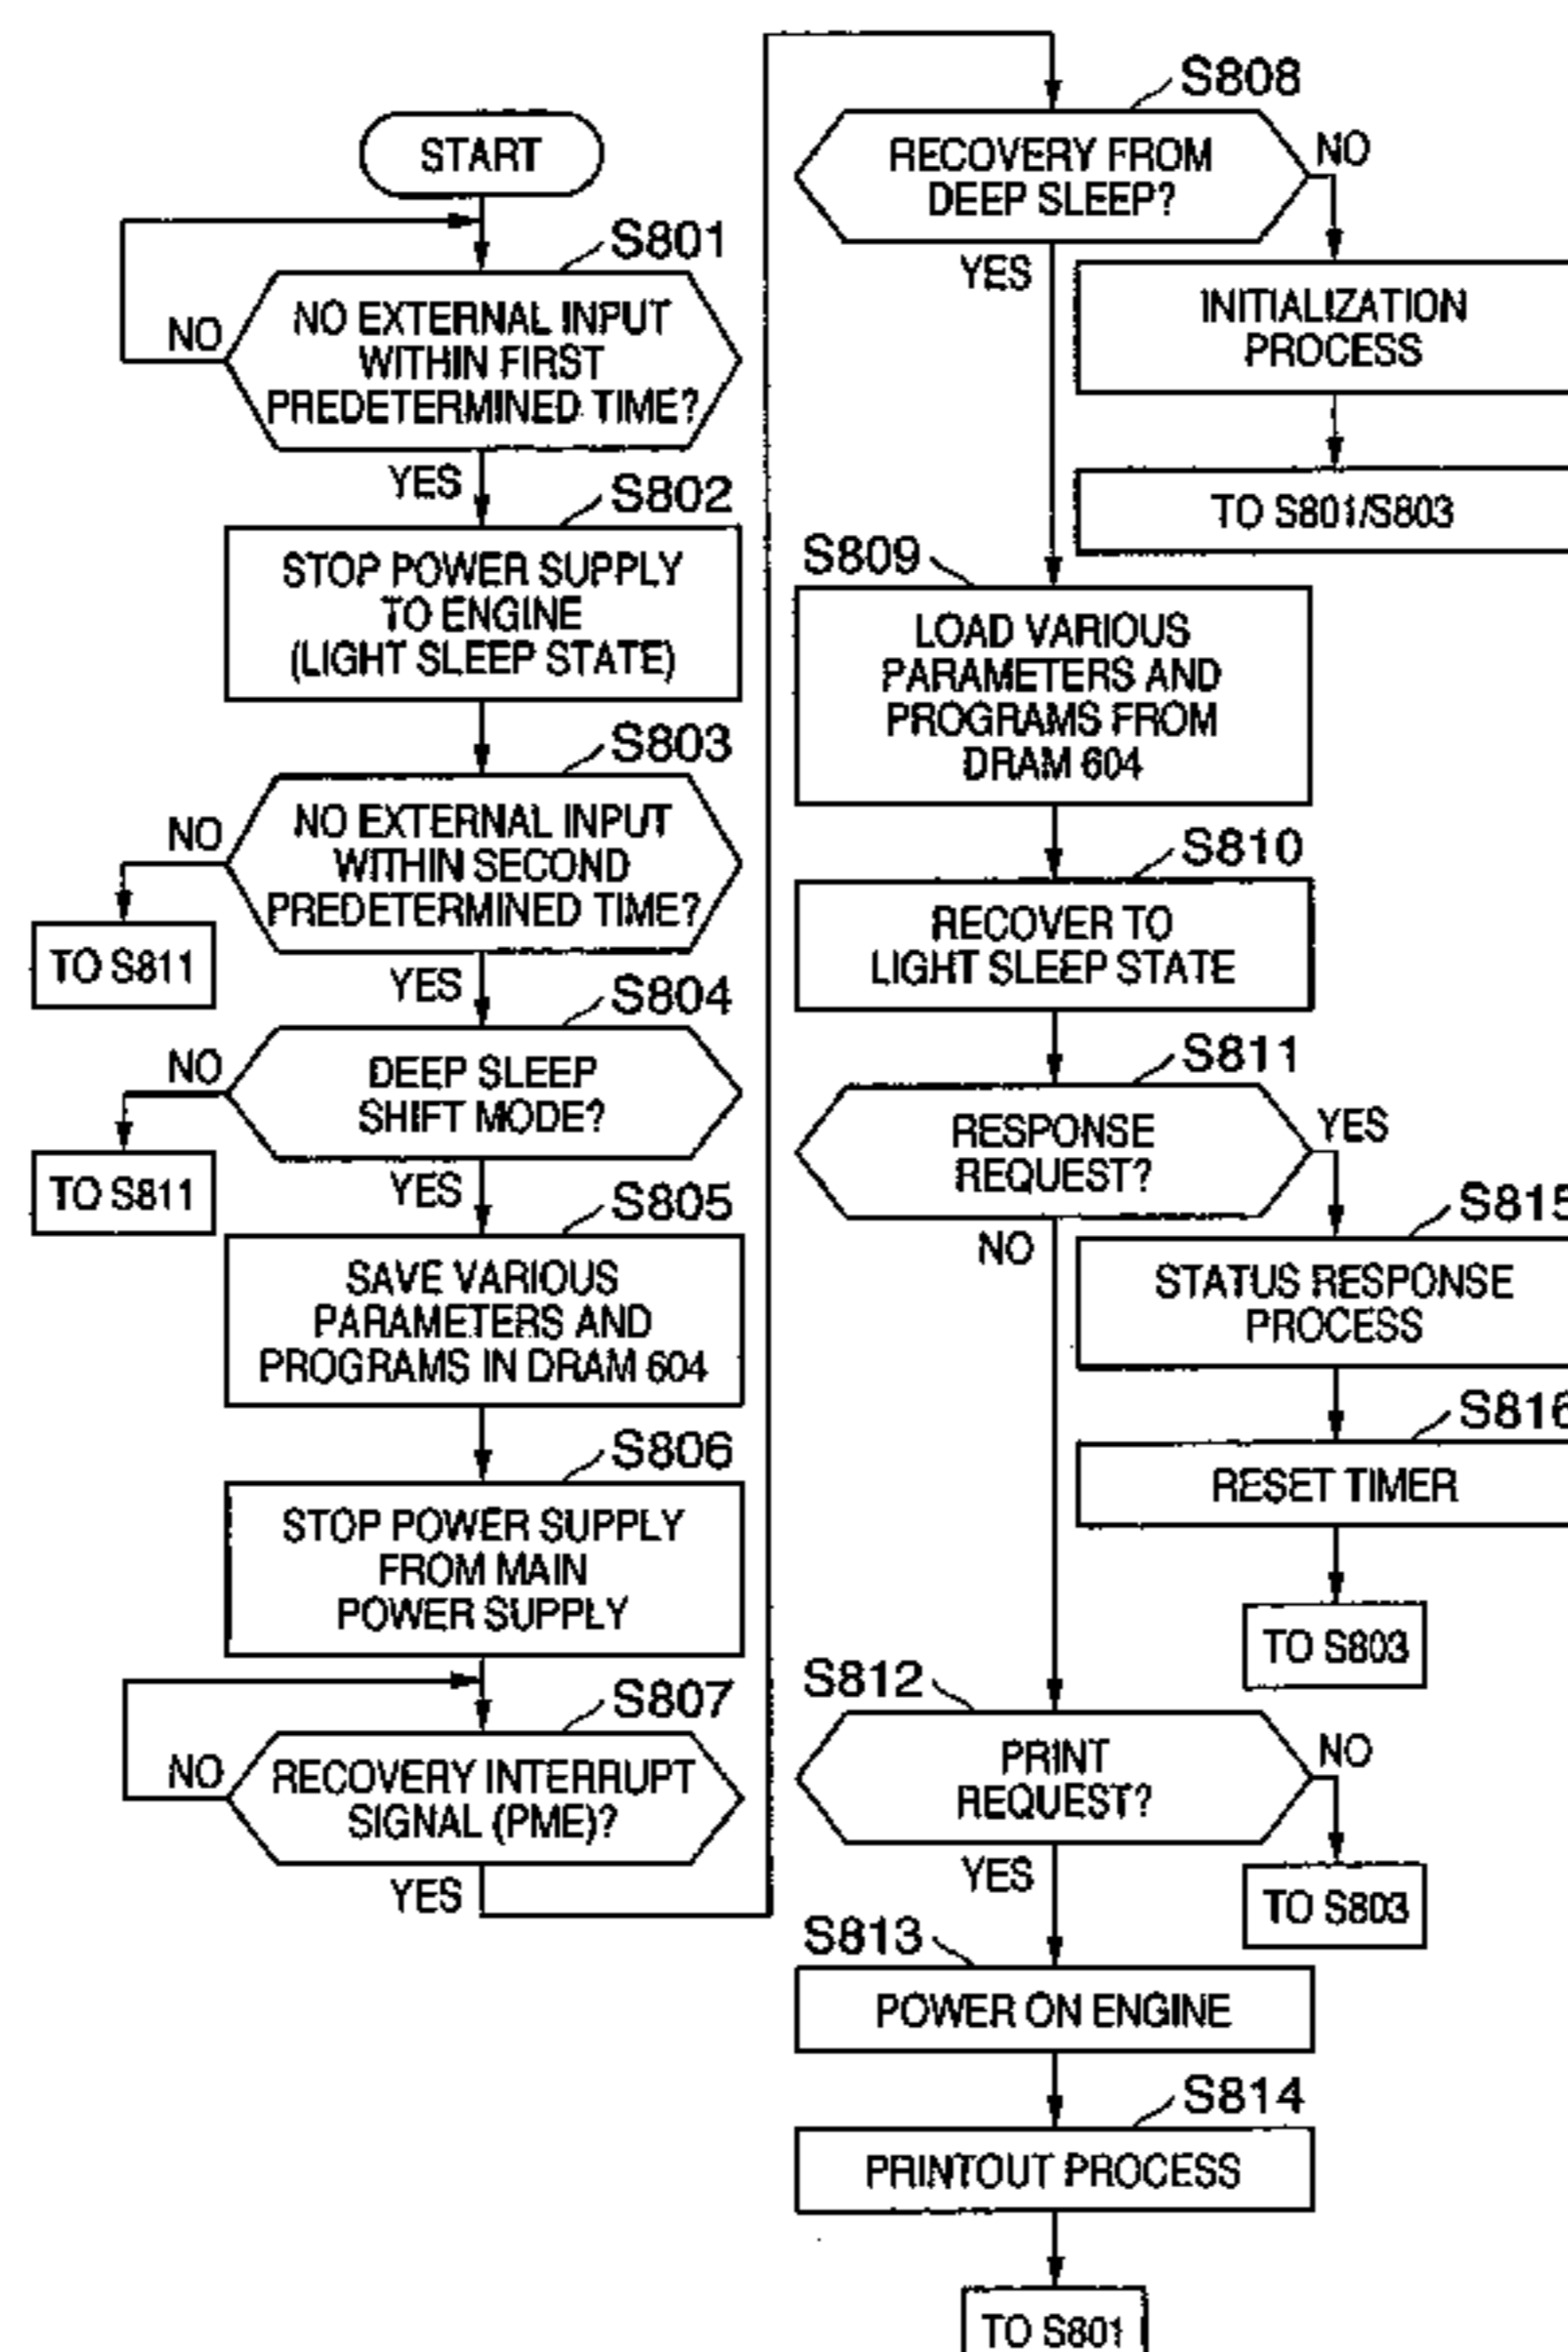 START
S801
NO EXTERNAL INPUT
WITHIN FIRST
PREDETERMINED TIME?
NO
YES
S802
STOP POWER SUPPLY
TO ENGINE
(LIGHT SLEEP STATE)
S803
NO EXTERNAL INPUT
WITHIN SECOND
PREDETERMINED TIME?
NO
TO S811
YES
S804
DEEP SLEEP
SHIFT MODE?
NO
TO S811
YES
S805
SAVE VARIOUS
PARAMETERS AND
PROGRAMS IN DRAM 604
S806
STOP POWER SUPPLY
FROM MAIN
POWER SUPPLY
S807
RECOVERY INTERRUPT
SIGNAL (PME)?
NO
YES
S808
RECOVERY FROM
DEEP SLEEP?
NO
YES
INITIALIZATION
PROCESS
TO S801/S803
S809
LOAD VARIOUS
PARAMETERS AND
PROGRAMS FROM
DRAM 604
S810
RECOVER TO
LIGHT SLEEP STATE
S811
RESPONSE
REQUEST?
YES
NO
S815
STATUS RESPONSE
PROCESS
S816
RESET TIMER
TO S803
S812
PRINT
REQUEST?
NO
TO S803
YES
S813
POWER ON ENGINE
S814
PRINTOUT PROCESS
TO S801